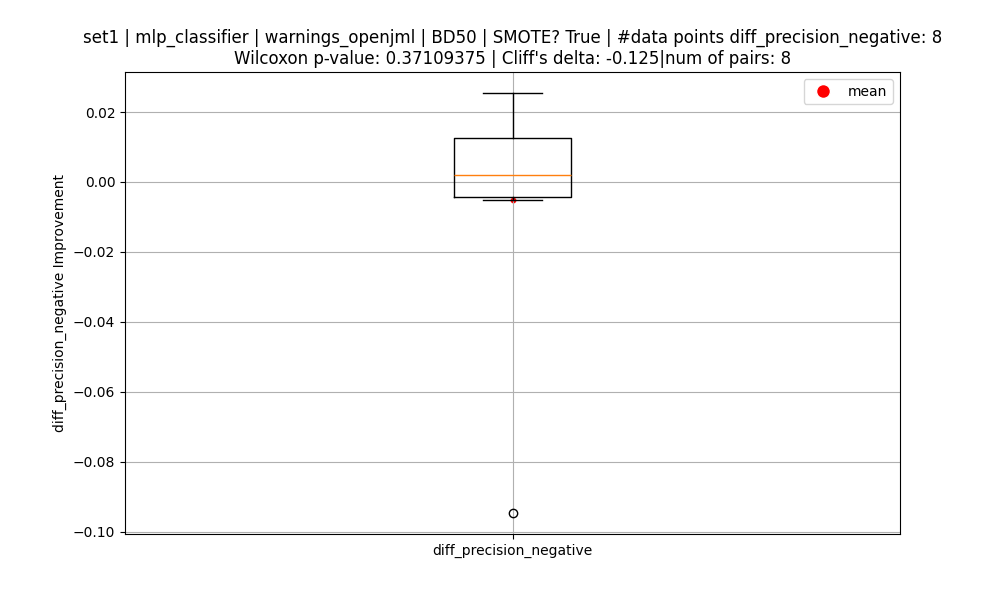 set1 | mlp_classifier | warnings_openjml | BD50 | SMOTE? True | #data points diff_precision_negative: 8
Wilcoxon p-value: 0.37109375 | Cliff's delta: -0.125|num of pairs: 8
mean
0.02
0.00
−0.02
−0.04
−0.06
−0.08
−0.10
diff_precision_negative Improvement
diff_precision_negative